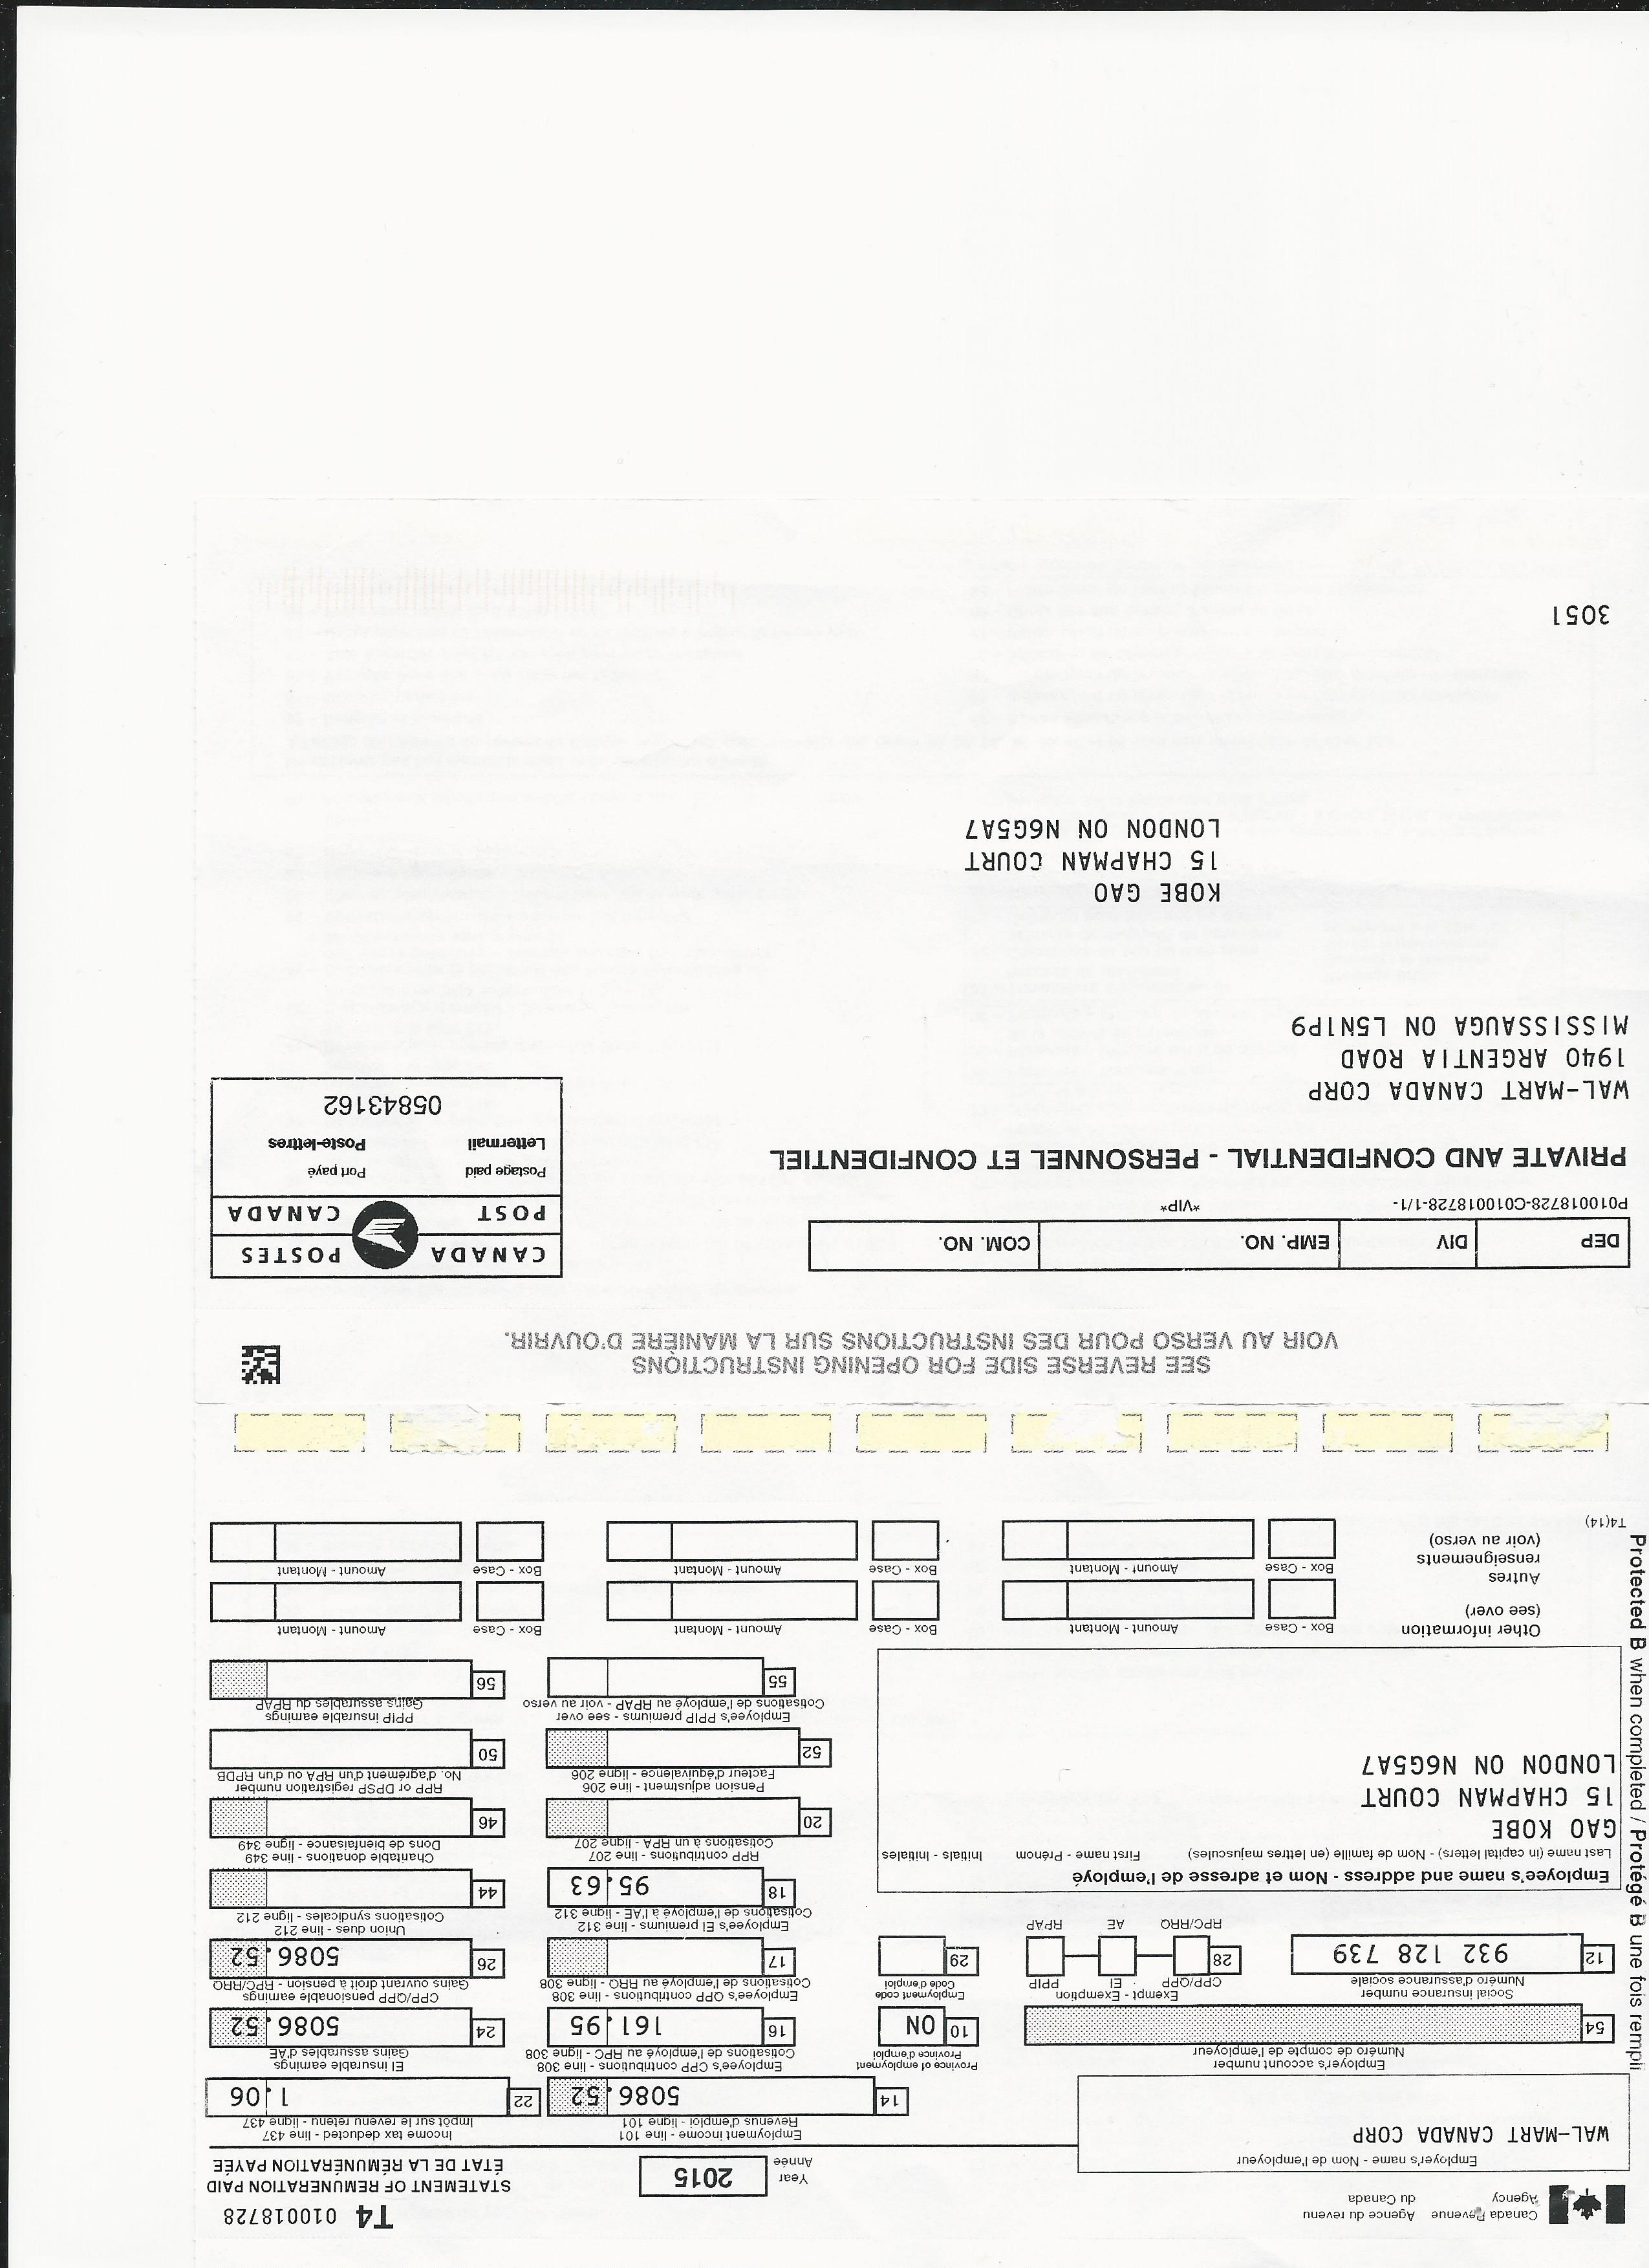 Canada Revenue Agency
Agence du revenu du Canada
T4 010018728
STATEMENT OF REMUNERATION PAID
ÉTAT DE LA RÉMUNÉRATION PAYÉE
Employer's name - Nom de l'employeur
WAL-MART CANADA CORP
Year
Année
2015
Employment income - line 101
Revenus d'emploi - ligne 101
14 5086.52
Income tax deducted - line 437
Impôt sur le revenu retenu - ligne 437
22 1.06
Employer's account number
Numéro de compte de l'employeur
54
Province of employment
Province d'emploi
10 ON
Employee's CPP contributions - line 308
Cotisations de l'employé au RPC - ligne 308
16 161.95
EI insurable earnings
Gains assurables d'AE
24 5086.52
Social insurance number
Numéro d'assurance sociale
12 932 128 739
Exempt - Exemption
CPP/QPP EI PPIP
28
RPC/RRQ AE RPAP
Employment code
Code d'emploi
29
Employee's QPP contributions - line 308
Cotisations de l'employé au RRQ - ligne 308
17
CPP/QPP pensionable earnings
Gains ouvrant droit à pension - RPC/RRQ
26 5086.52
Employee's name and address - Nom et adresse de l'employé
Last name (in capital letters) - Nom de famille (en lettres majuscules) First name - Prénom Initials - Initiales
GAO KOBE
15 CHAPMAN COURT
LONDON ON N6G5A7
Employee's EI premiums - line 312
Cotisations de l'employé à l'AE - ligne 312
18 95.63
Union dues - line 212
Cotisations syndicales - ligne 212
44
RPP contributions - line 207
Cotisations à un RPA - ligne 207
20
Charitable donations - line 349
Dons de bienfaisance - ligne 349
46
Pension adjustment - line 206
Facteur d'équivalence - ligne 206
52
RPP or DPSP registration number
No. d'agrément d'un RPA ou d'un RPDB
50
Employee's PPIP premiums - see over
Cotisations de l'employé au RPAP - voir au verso
55
PPIP insurable earnings
Gains assurables du RPAP
56
Other information
(see over)
Autres
renseignements
(voir au verso)
Box - Case Amount - Montant Box - Case Amount - Montant Box - Case Amount - Montant
Box - Case Amount - Montant Box - Case Amount - Montant Box - Case Amount - Montant
T4(14)
Protected B when completed / Protégé B une fois rempli
SEE REVERSE SIDE FOR OPENING INSTRUCTIONS
VOIR AU VERSO POUR DES INSTRUCTIONS SUR LA MANIÈRE D'OUVRIR.
DEP DIV EMP. NO. COM. NO.
P010018728-C010018728-1/1- *VIP*
PRIVATE AND CONFIDENTIAL - PERSONNEL ET CONFIDENTIEL
CANADA POSTES
POST CANADA
Postage paid Port payé
Lettermail Poste-lettres
05843162
WAL-MART CANADA CORP
1940 ARGENTIA ROAD
MISSISSAUGA ON L5N1P9
KOBE GAO
15 CHAPMAN COURT
LONDON ON N6G5A7
3051